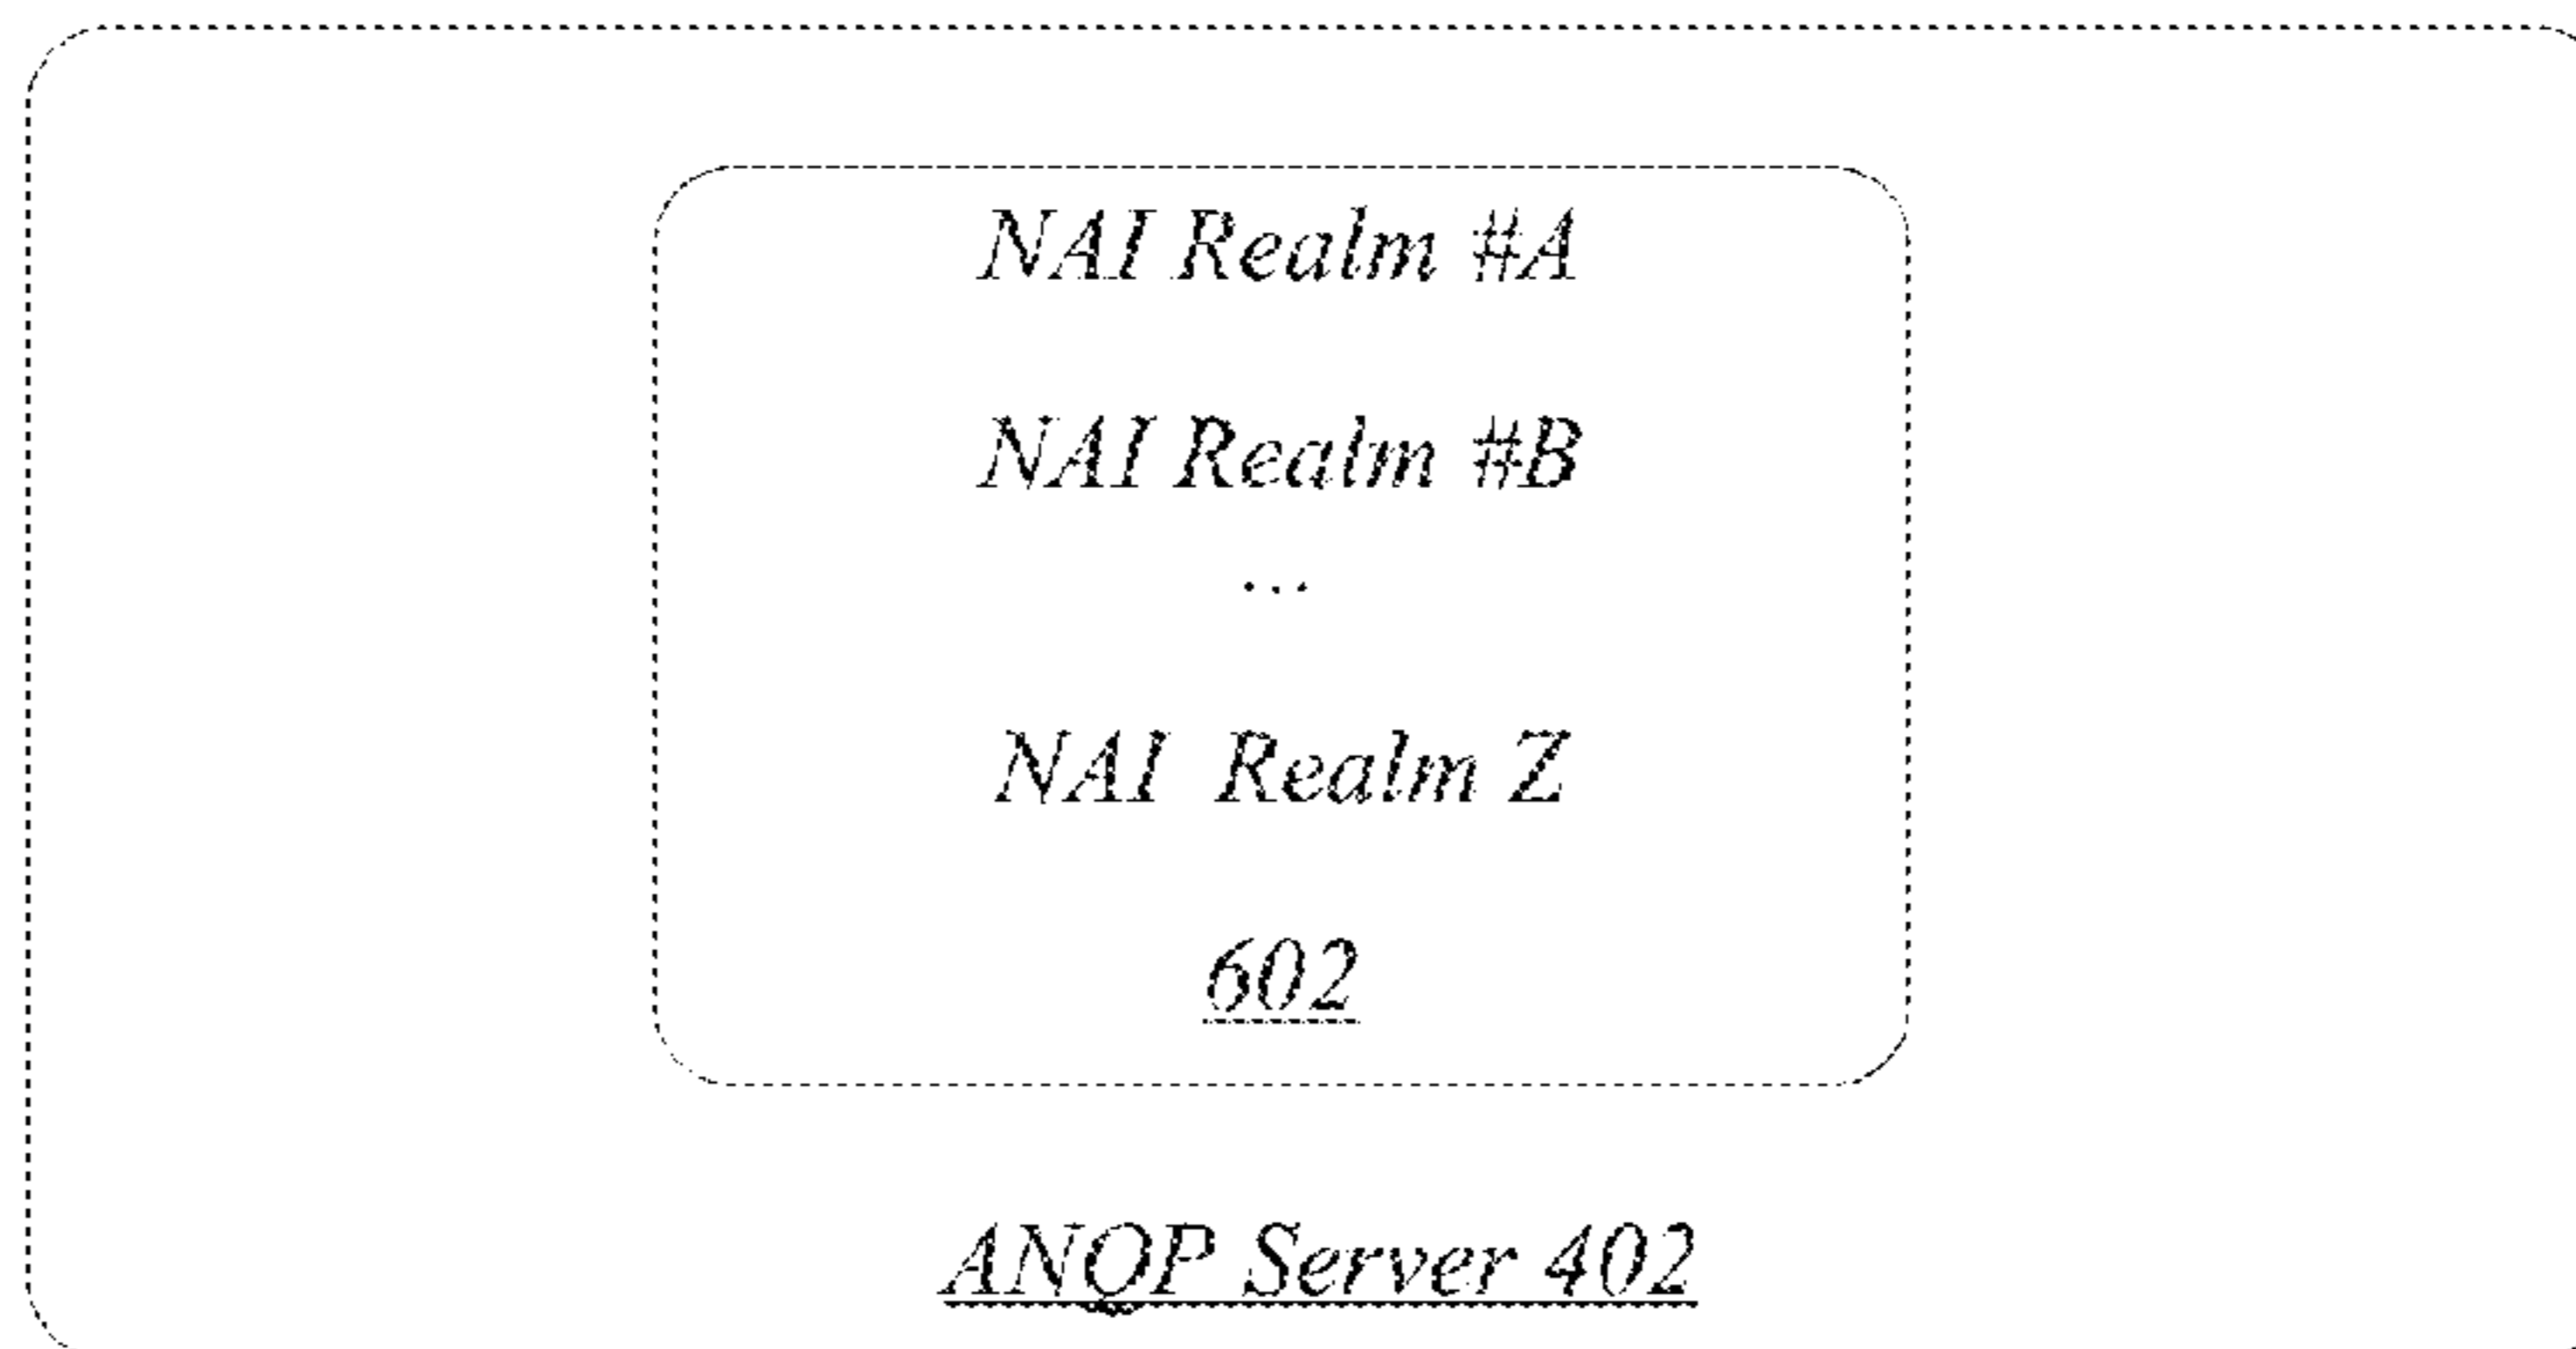 NAI Realm #A
NAI Realm #B
...
NAI Realm Z
602
ANQP Server 402